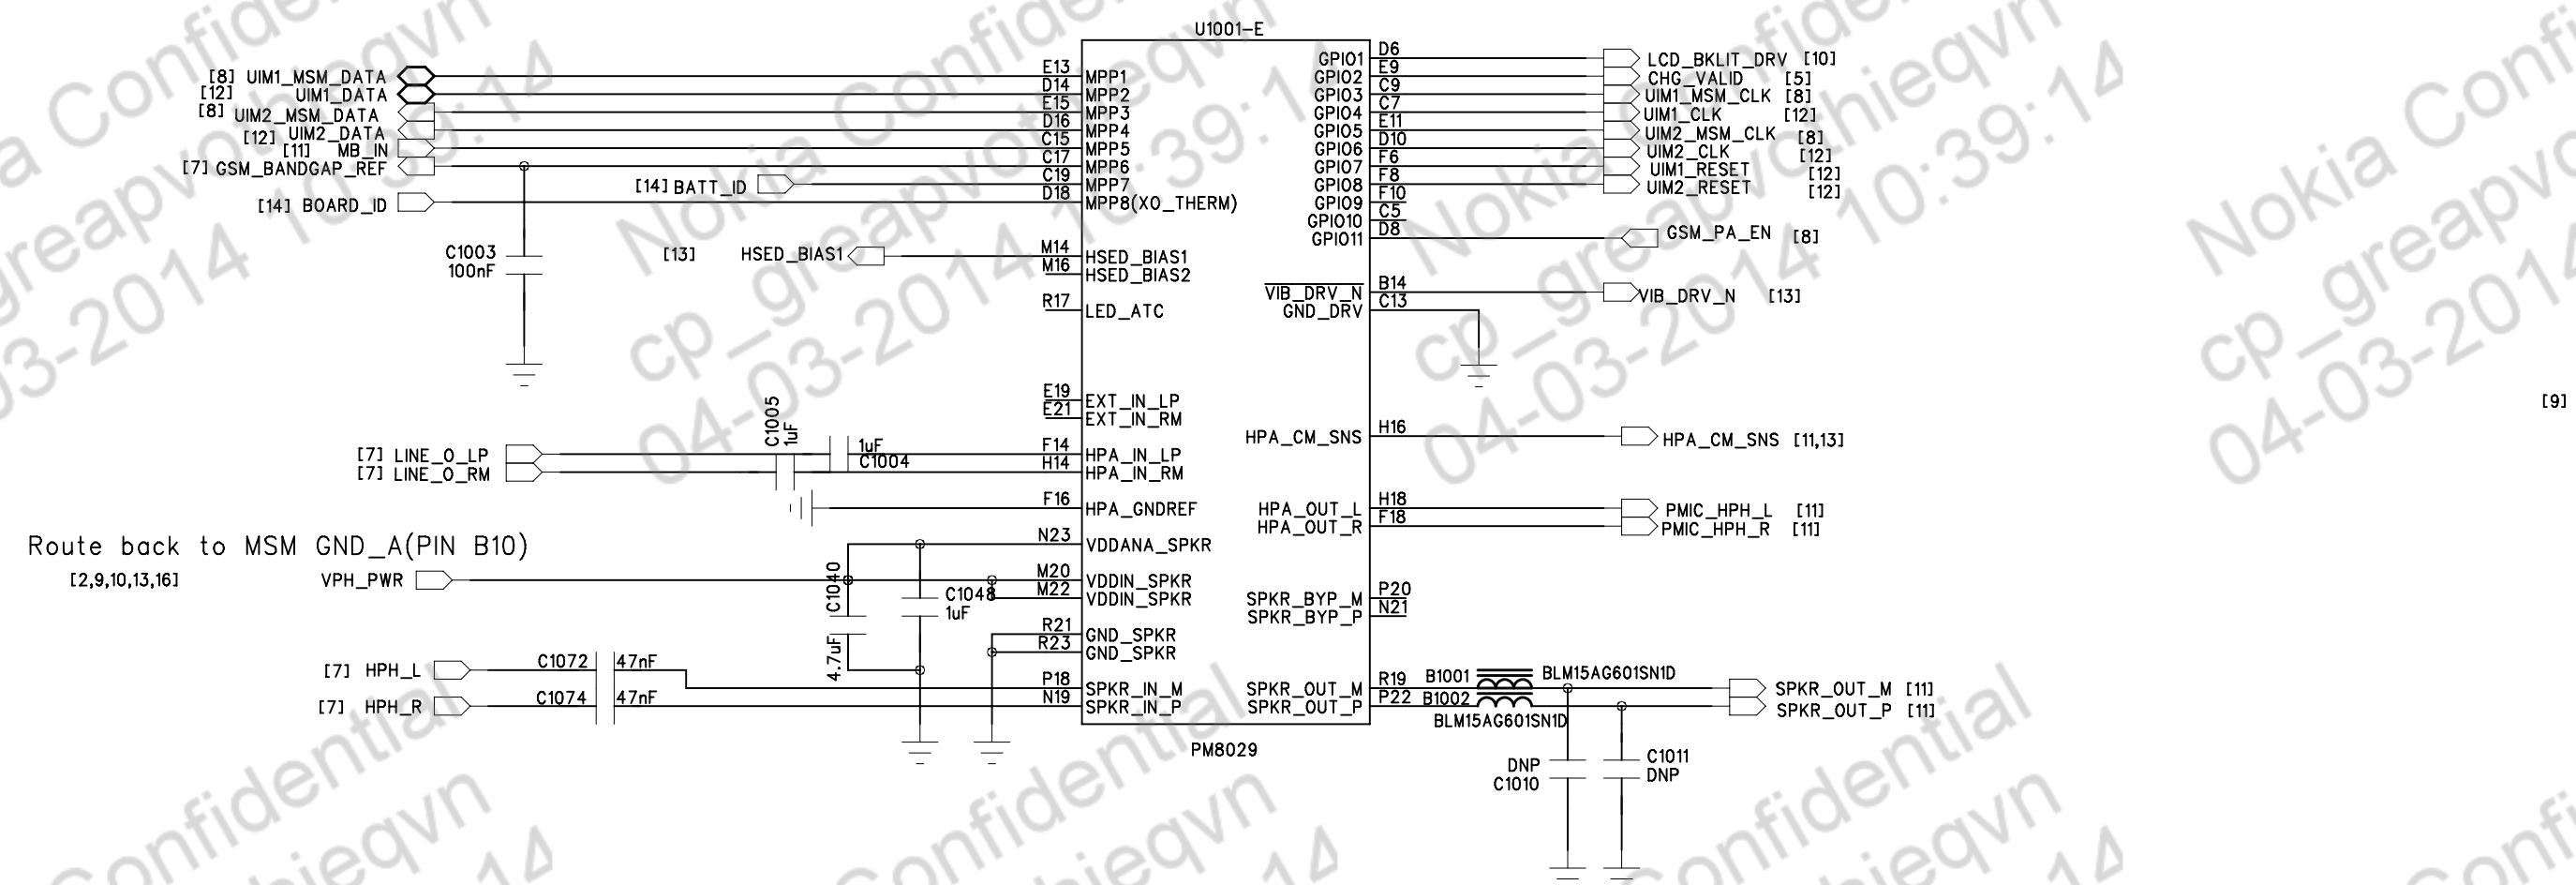 U1001-E
[8] UIM1_MSM_DATA
[12] UIM1_DATA
[8] UIM2_MSM_DATA
[12] UIM2_DATA
[11] MB_IN
[7] GSM_BANDGAP_REF
[14] BATT_ID
[14] BOARD_ID
C1003
100nF
[13] HSED_BIAS1
E13 MPP1
D14 MPP2
E15 MPP3
D16 MPP4
C15 MPP5
C17 MPP6
C19 MPP7
D18 MPP8(XO_THERM)
M14 HSED_BIAS1
M16 HSED_BIAS2
R17 LED_ATC
E19 EXT_IN_LP
E21 EXT_IN_RM
F14 HPA_IN_LP
H14 HPA_IN_RM
F16 HPA_GNDREF
N23 VDDANA_SPKR
M20 VDDIN_SPKR
M22 VDDIN_SPKR
R21 GND_SPKR
R23 GND_SPKR
P18 SPKR_IN_M
N19 SPKR_IN_P
C1005
1uF
1uF
C1004
[7] LINE_O_LP
[7] LINE_O_RM
Route back to MSM GND_A(PIN B10)
[2,9,10,13,16] VPH_PWR
C1040
4.7uF
C1048
1uF
[7] HPH_L
C1072 47nF
[7] HPH_R
C1074 47nF
GPIO1 D6 LCD_BKLIT_DRV [10]
GPIO2 E9 CHG_VALID [5]
GPIO3 C9 UIM1_MSM_CLK [8]
GPIO4 C7 UIM1_CLK [12]
GPIO5 E11 UIM2_MSM_CLK [8]
GPIO6 D10 UIM2_CLK [12]
GPIO7 F6 UIM1_RESET [12]
GPIO8 F8 UIM2_RESET [12]
GPIO9 F10
GPIO10 C5
GPIO11 D8 GSM_PA_EN [8]
VIB_DRV_N B14 VIB_DRV_N [13]
GND_DRV C13
HPA_CM_SNS H16 HPA_CM_SNS [11,13]
HPA_OUT_L H18 PMIC_HPH_L [11]
HPA_OUT_R F18 PMIC_HPH_R [11]
SPKR_BYP_M P20
SPKR_BYP_P N21
SPKR_OUT_M R19 B1001 BLM15AG601SN1D SPKR_OUT_M [11]
SPKR_OUT_P P22 B1002 BLM15AG601SN1D SPKR_OUT_P [11]
PM8029
DNP
C1010
C1011
DNP
[9]
Nokia Confidential
cp_greapvothieqvn
04-03-2014 10:39:14